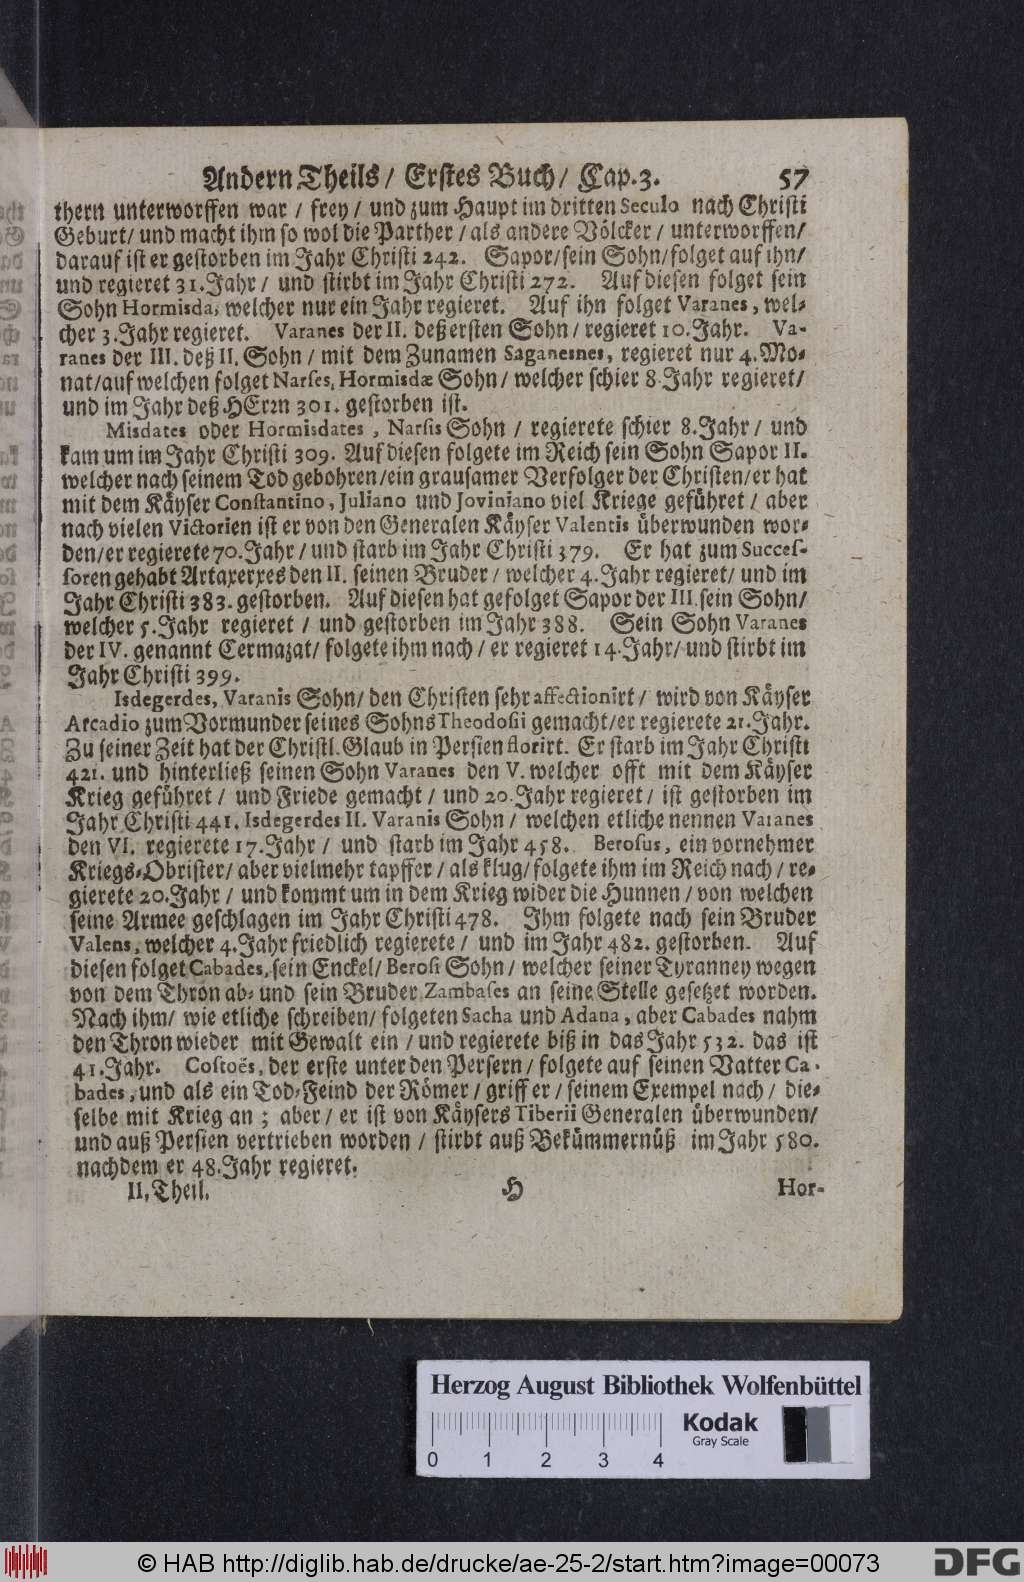 Andern Theils / Erstes Buch / Cap. 3. 57
thern unterworffen war / frey / und zum Haupt im dritten Seculo nach Christi
Geburt / und macht ihm so wol die Parther / als andere Völcker / unterworffen /
darauf ist er gestorben im Jahr Christi 242. Sapor / sein Sohn / folget auf ihn /
und regieret 31. Jahr / und stirbt im Jahr Christi 272. Auf diesen folget sein
Sohn Hormisda, welcher nur ein Jahr regieret. Auf ihn folget Varanes, wel-
cher 3. Jahr regieret. Varanes der II. deß ersten Sohn / regieret 10. Jahr. Va-
ranes der III. deß II. Sohn / mit dem Zunamen Saganesnes, regieret nur 4. Mo-
nat / auf welchen folget Narses, Hormisdæ Sohn / welcher schier 8 Jahr regieret /
und im Jahr deß HErrn 301. gestorben ist.
Misdates oder Hormisdates, Narsis Sohn / regierete schier 8. Jahr / und
kam um im Jahr Christi 309. Auf diesen folgete im Reich sein Sohn Sapor II.
welcher nach seinem Tod gebohren / ein grausamer Verfolger der Christen / er hat
mit dem Käyser Constantino, Juliano und Joviniano viel Kriege geführet / aber
nach vielen Victorien ist er von den Generalen Käyser Valentis überwunden wor-
den / er regierete 70. Jahr / und starb im Jahr Christi 379. Er hat zum Succes-
soren gehabt Artaxerxes den II. seinen Bruder / welcher 4. Jahr regieret / und im
Jahr Christi 383. gestorben. Auf diesen hat gefolget Sapor der III. sein Sohn /
welcher 5. Jahr regieret / und gestorben im Jahr 388. Sein Sohn Varanes
der IV. genannt Cermazat / folgete ihm nach / er regieret 14. Jahr / und stirbt im
Jahr Christi 399.
Isdegerdes, Varanis Sohn / den Christen sehr affectionirt / wird von Käyser
Arcadio zum Vormunder seines Sohns Theodosii gemacht / er regierete 21. Jahr.
Zu seiner Zeit hat der Christl. Glaub in Persien florirt. Er starb im Jahr Christi
421. und hinterließ seinen Sohn Varanes den V. welcher offt mit dem Käyser
Krieg geführet / und Friede gemacht / und 20. Jahr regieret / ist gestorben im
Jahr Christi 441. Isdegerdes II. Varanis Sohn / welchen etliche nennen Varanes
den VI. regierete 17. Jahr / und starb im Jahr 458. Berosus, ein vornehmer
Kriegs-Obrister / aber vielmehr tapffer / als klug / folgete ihm im Reich nach / re-
gierete 20. Jahr / und kommt um in dem Krieg wider die Hunnen / von welchen
seine Armee geschlagen im Jahr Christi 478. Ihm folgete nach sein Bruder
Valens, welcher 4. Jahr friedlich regierete / und im Jahr 482. gestorben. Auf
diesen folget Cabades, sein Enckel / Berosi Sohn / welcher seiner Tyranney wegen
von dem Thron ab- und sein Bruder Zambases an seine Stelle gesetzet worden.
Nach ihm / wie etliche schreiben / folgeten Sacha und Adana, aber Cabades nahm
den Thron wieder mit Gewalt ein / und regierete biß in das Jahr 532. das ist
41. Jahr. Costoës, der erste unter den Persern / folgete auf seinen Vatter Ca-
bades, und als ein Tod-Feind der Römer / griff er / seinem Exempel nach / die-
selbe mit Krieg an ; aber / er ist von Käysers Tiberii Generalen überwunden /
und auß Persien vertrieben worden / stirbt auß Bekümmernüß im Jahr 580.
nachdem er 48. Jahr regieret.
II. Theil. H Hor-
Herzog August Bibliothek Wolfenbüttel
Kodak
Gray Scale
0 1 2 3 4
© HAB http://diglib.hab.de/drucke/ae-25-2/start.htm?image=00073
DFG